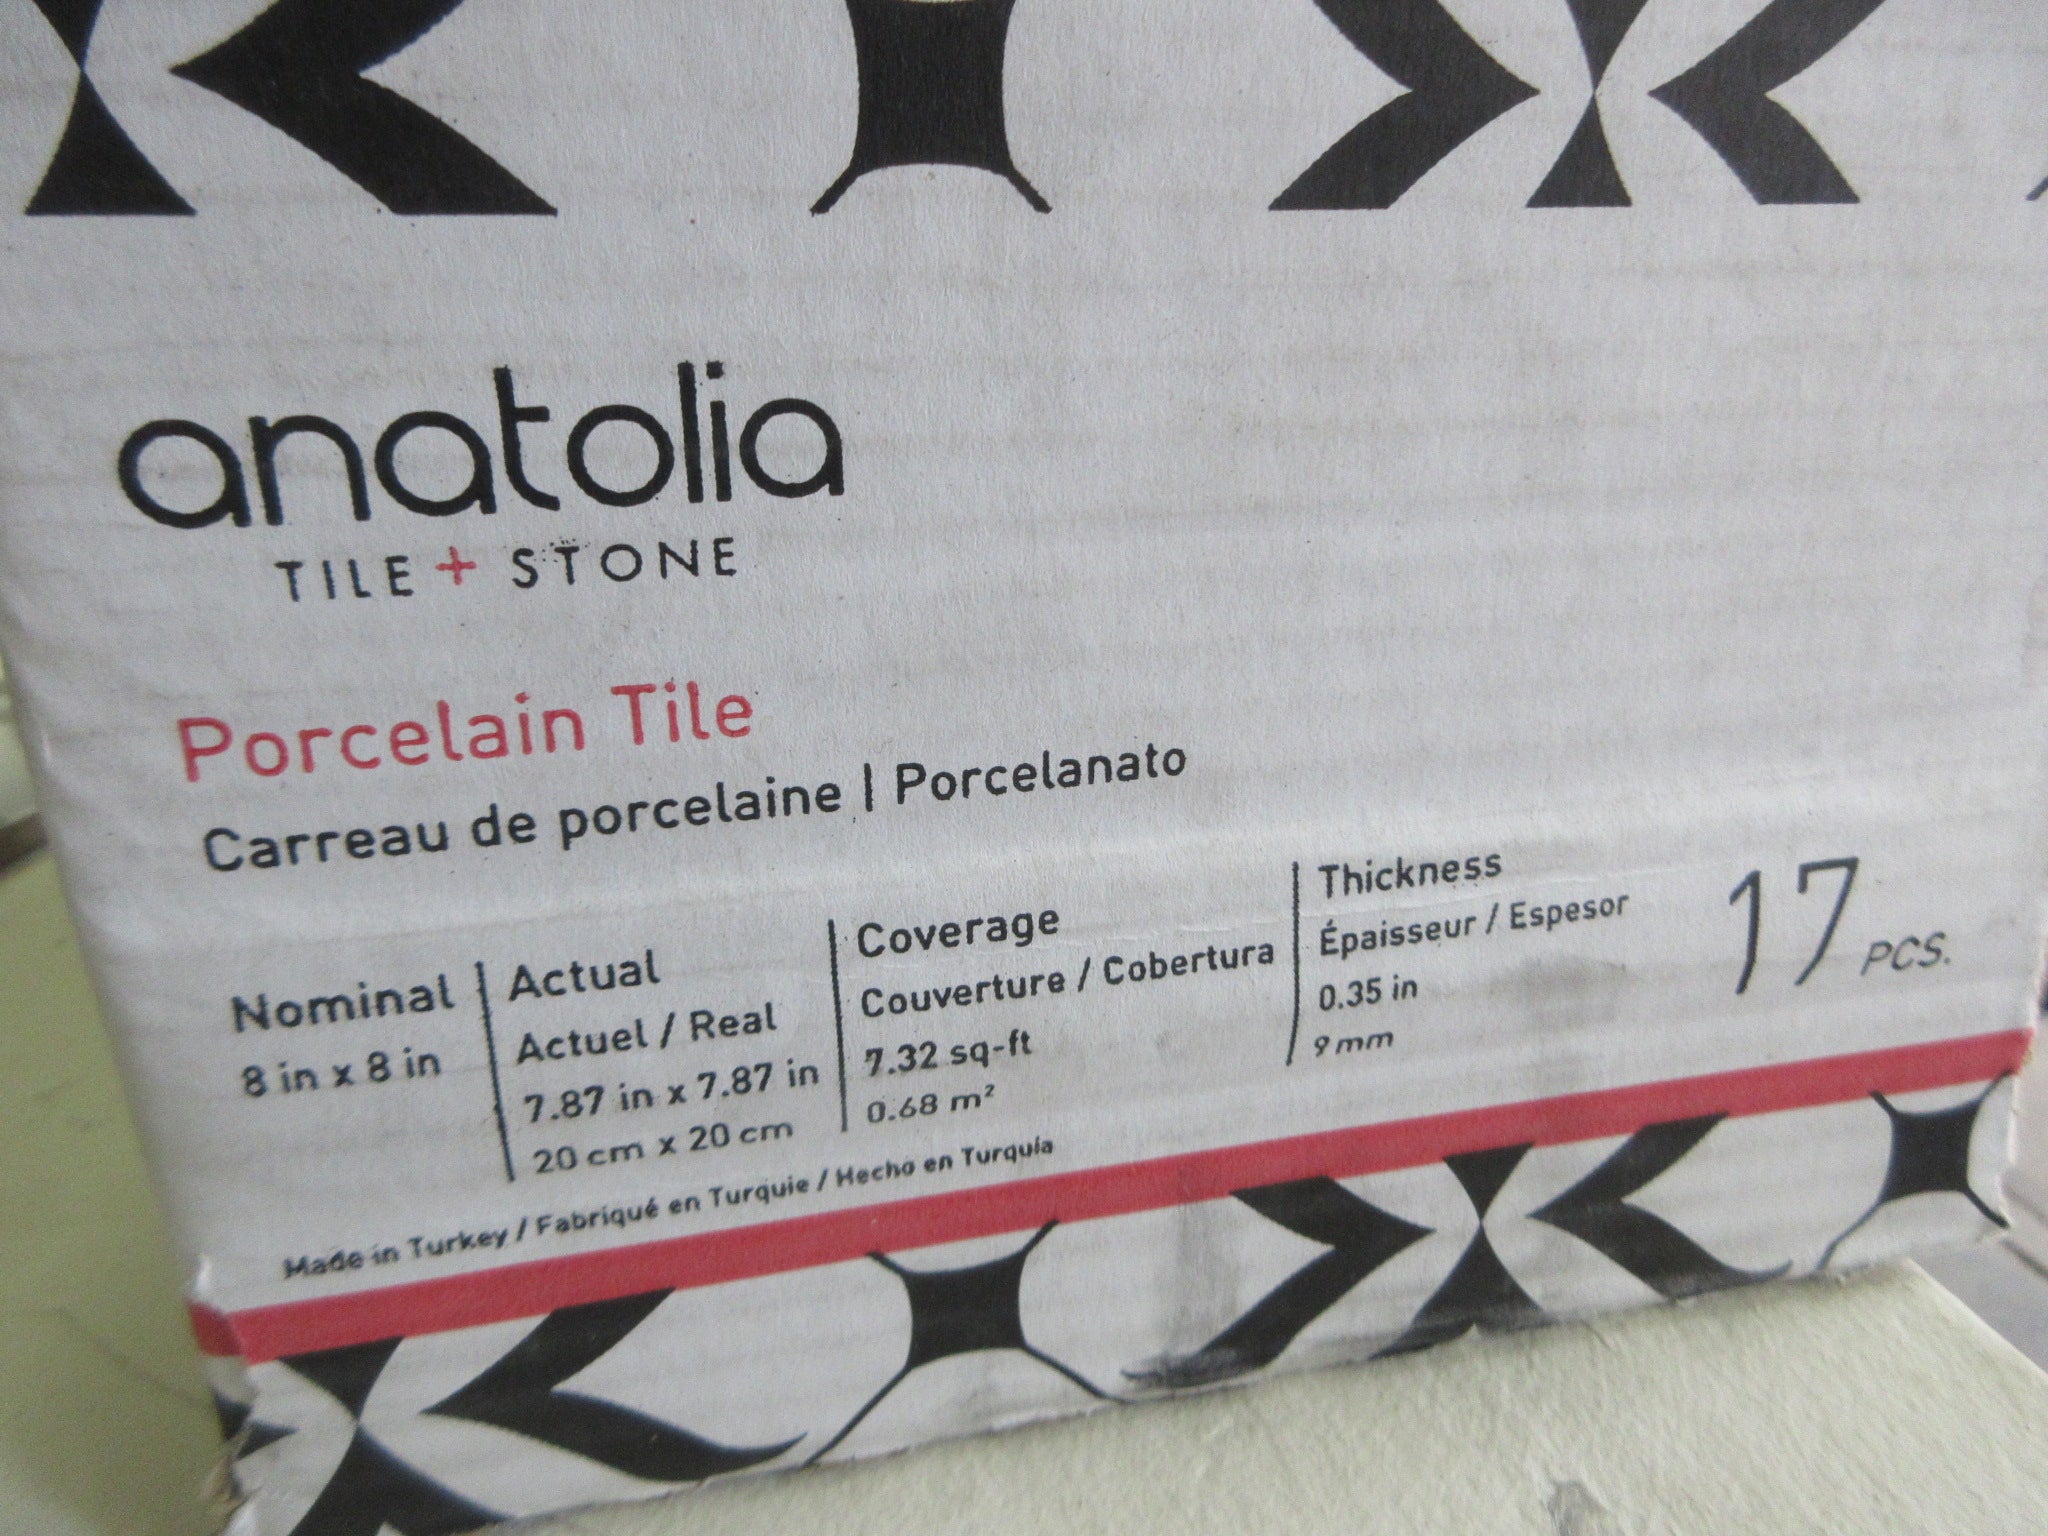 anatolia
TILE + STONE
Porcelain Tile
Carreau de porcelaine | Porcelanato
Nominal
8 in x 8 in
Actual
Actuel / Real
7.87 in x 7.87 in
20 cm x 20 cm
Coverage
Couverture / Cobertura
7.32 sq-ft
0.68 m²
Thickness
Épaisseur / Espesor
0.35 in
9 mm
17 PCS.
Made in Turkey / Fabriqué en Turquie / Hecho en Turquía